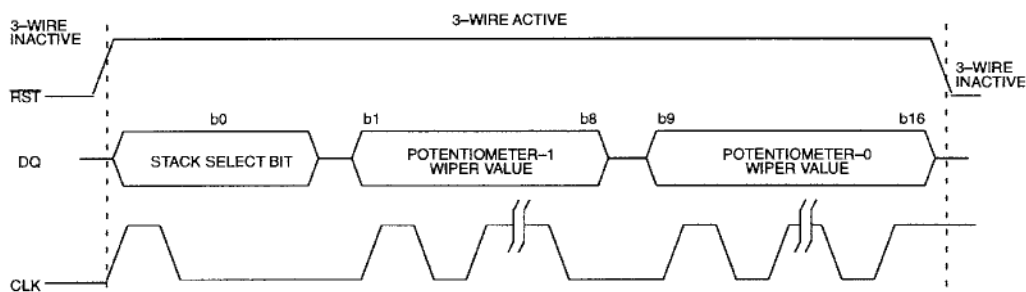 3–WIRE
INACTIVE
3–WIRE ACTIVE
3–WIRE
INACTIVE
RST
b0
b1
b8
b9
b16
DQ
STACK SELECT BIT
POTENTIOMETER–1
WIPER VALUE
POTENTIOMETER–0
WIPER VALUE
CLK